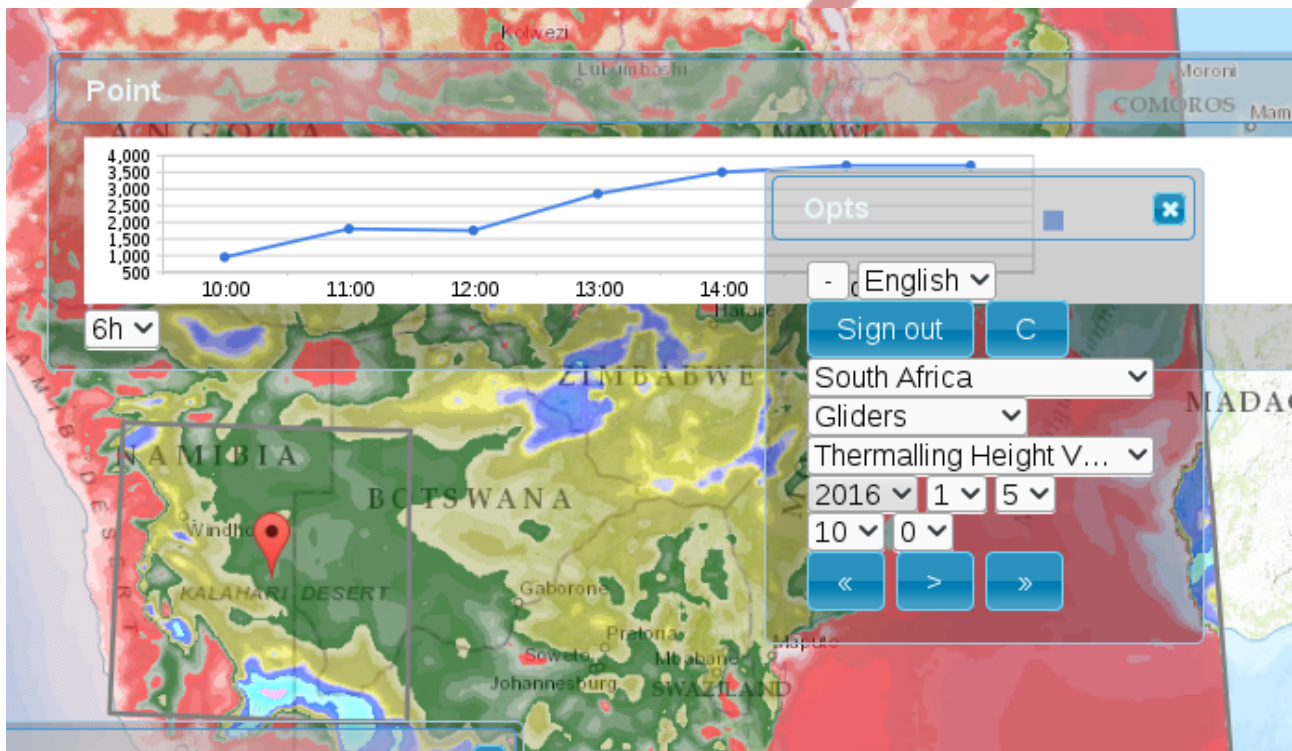 Kolwezi
Lubumbashi
Point
Moroni
COMOROS
Mam
ANGOLA
MALAWI
4,000
3,500
3,000
2,500
2,000
1,500
1,000
500
10:00 11:00 12:00 13:00 14:00
Opts
- English
6h
Harare
Sign out C
South Africa
ZIMBABWE
MADAG
Gliders
Thermalling Height V...
NAMIBIA
BOTSWANA
2016 1 5
Windho
10 0
NAMIB DESERT
KALAHARI DESERT
Gaborone
« > »
Pretoria
Soweto
Mbabane
Maputo
Johannesburg
SWAZILAND